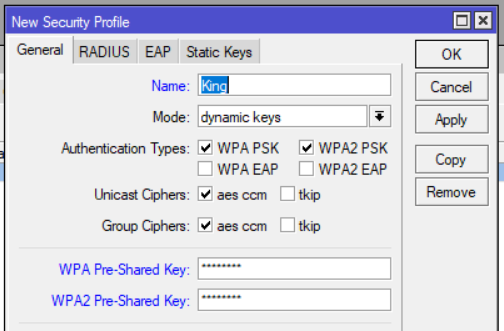 New Security Profile
General RADIUS EAP Static Keys
OK
Name: King
Cancel
Mode: dynamic keys
Apply
Authentication Types: WPA PSK WPA2 PSK
WPA EAP WPA2 EAP
Copy
Unicast Ciphers: aes ccm tkip
Remove
Group Ciphers: aes ccm tkip
WPA Pre-Shared Key: ********
WPA2 Pre-Shared Key: ********